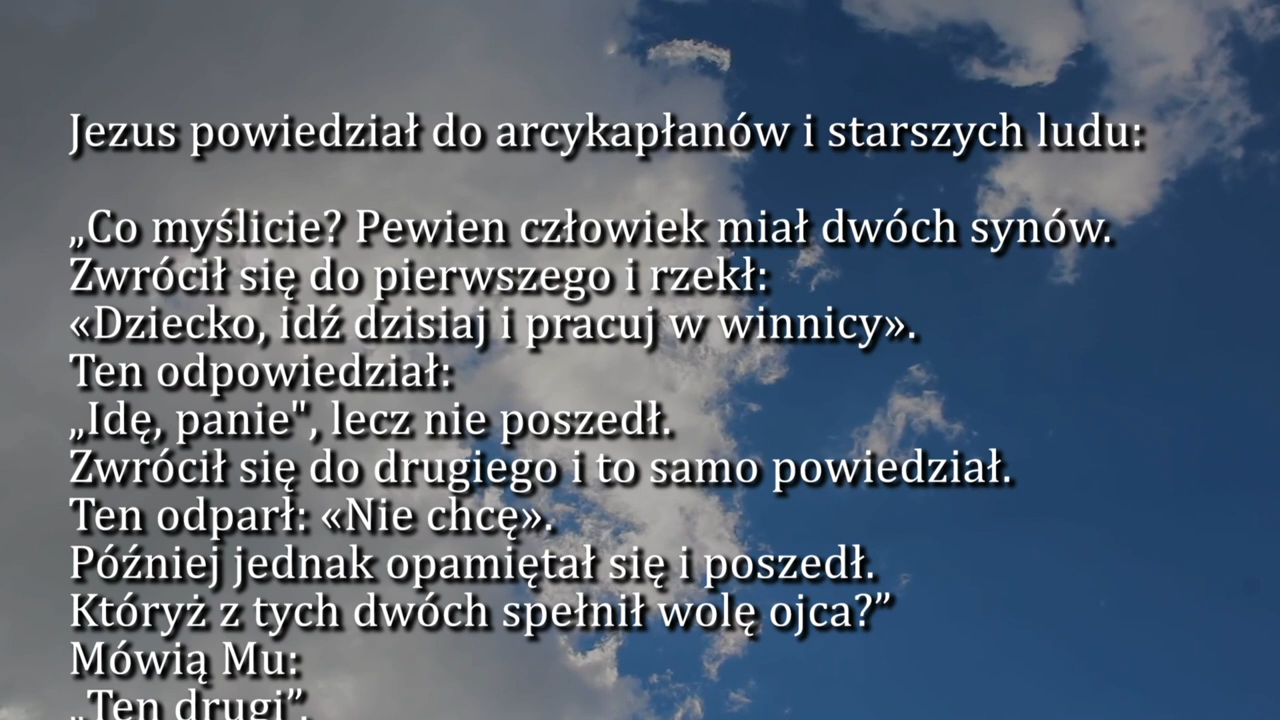 Jezus powiedział do arcykapłanów i starszych ludu:
„Co myślicie? Pewien człowiek miał dwóch synów.
Zwrócił się do pierwszego i rzekł:
«Dziecko, idź dzisiaj i pracuj w winnicy».
Ten odpowiedział:
„Idę, panie", lecz nie poszedł.
Zwrócił się do drugiego i to samo powiedział.
Ten odparł: «Nie chcę».
Później jednak opamiętał się i poszedł.
Któryż z tych dwóch spełnił wolę ojca?”
Mówią Mu:
„Ten drugi”.